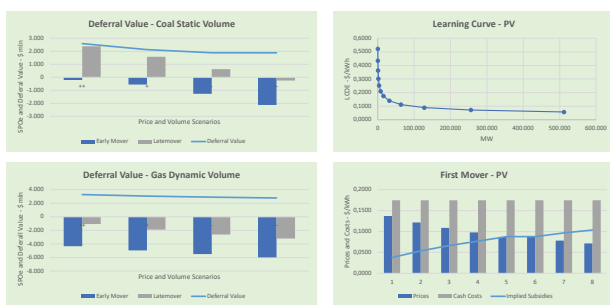 Deferral Value - Coal Static Volume
SPOe and Deferral Value - $ mln
3.000
2.000
1.000
0
-1.000
-2.000
-3.000
++
+
-
Price and Volume Scenarios
Early Mover
Latemover
Deferral Value
Learning Curve - PV
LCOE - $/kWh
0,6000
0,5000
0,4000
0,3000
0,2000
0,1000
0,0000
0
100.000
200.000
300.000
400.000
500.000
600.000
MW
Deferral Value - Gas Dynamic Volume
SPOe and Deferall Value - $ mln
4.000
2.000
0
-2.000
-4.000
-6.000
-8.000
Price and Volume Scenarios
Early Mover
Latemover
Deferral Value
First Mover - PV
Prices and Costs - $/kWh
0,2000
0,1500
0,1000
0,0500
0,0000
1
2
3
4
5
6
7
8
Prices
Cash Costs
Implied Subsidies